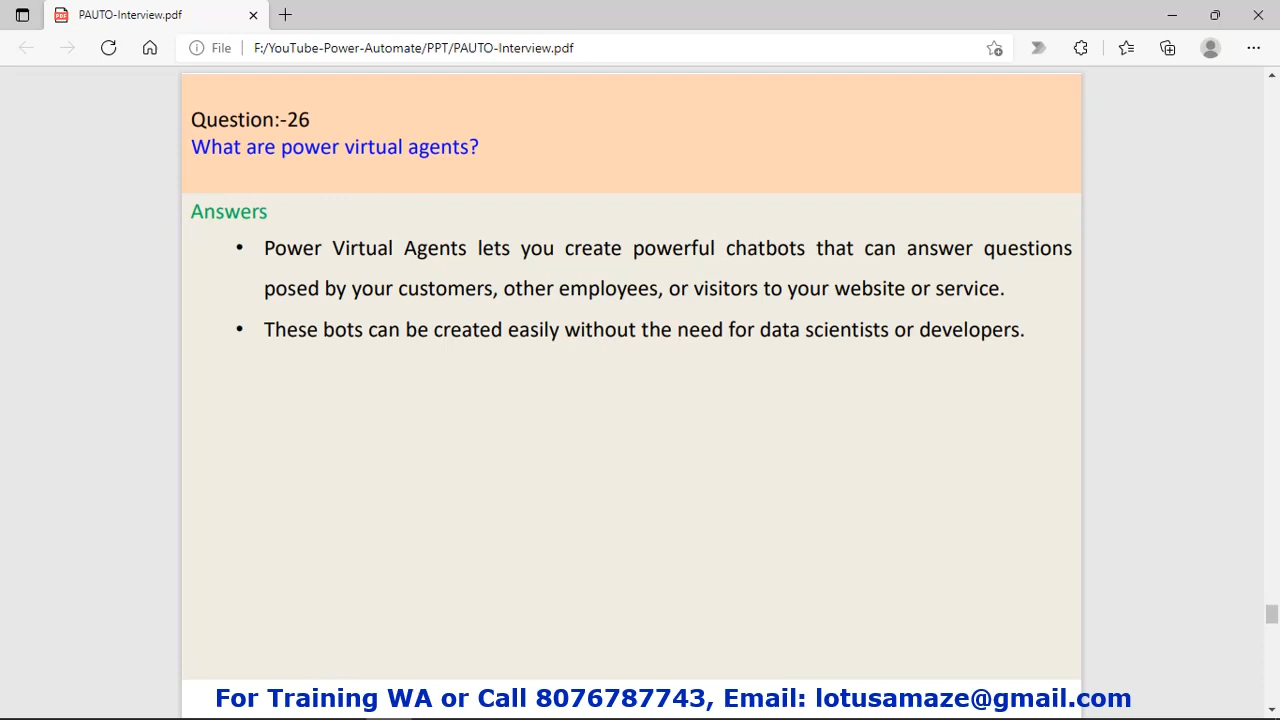 PAUTO-Interview.pdf
File
F:/YouTube-Power-Automate/PPT/PAUTO-Interview.pdf
Question:-26
What are power virtual agents?
Answers
• Power Virtual Agents lets you create powerful chatbots that can answer questions
posed by your customers, other employees, or visitors to your website or service.
• These bots can be created easily without the need for data scientists or developers.
For Training WA or Call 8076787743, Email: lotusamaze@gmail.com